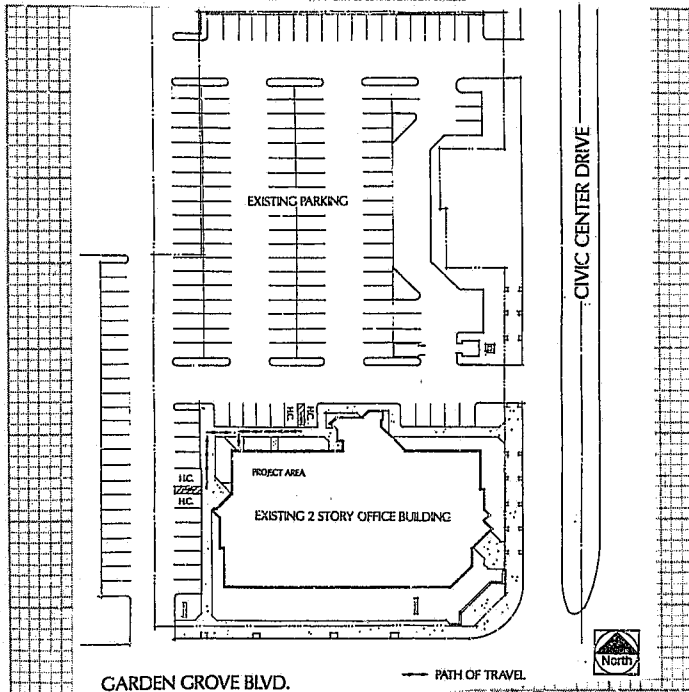 EXISTING PARKING
CIVIC CENTER DRIVE
H.C.
H.C.
PROJECT AREA
H.C.
H.C.
EXISTING 2 STORY OFFICE BUILDING
North
PATH OF TRAVEL
GARDEN GROVE BLVD.